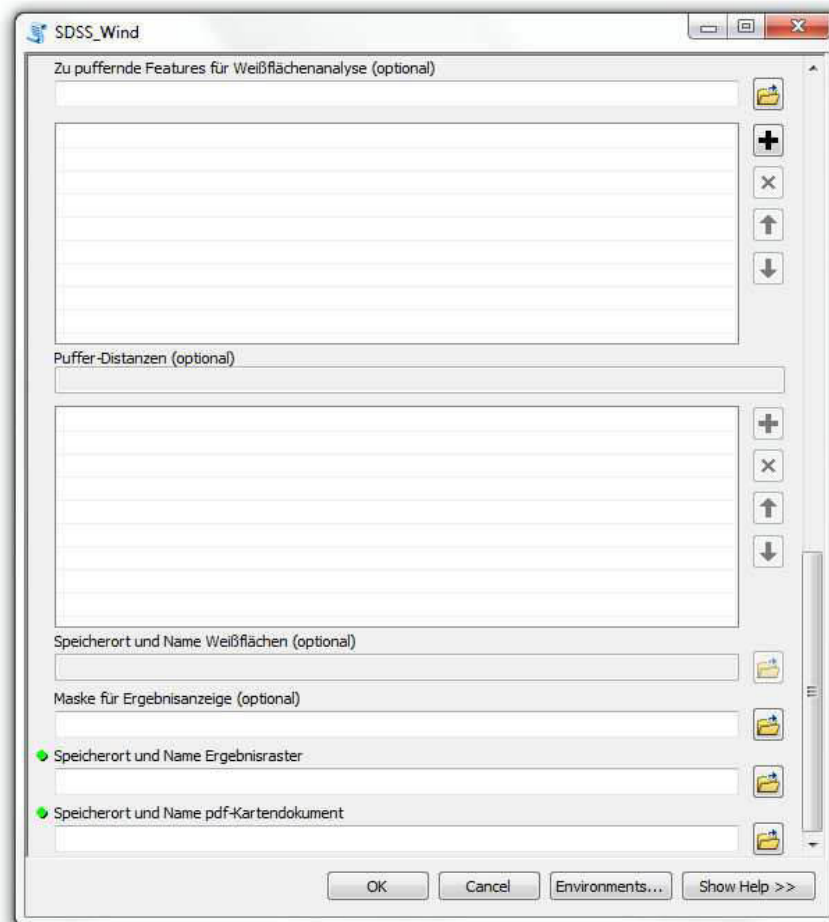 SDSS_Wind
Zu puffernde Features für Weißflächenanalyse (optional)
Puffer-Distanzen (optional)
Speicherort und Name Weißflächen (optional)
Maske für Ergebnisanzeige (optional)
Speicherort und Name Ergebnisraster
Speicherort und Name pdf-Kartendokument
OK Cancel Environments... Show Help >>